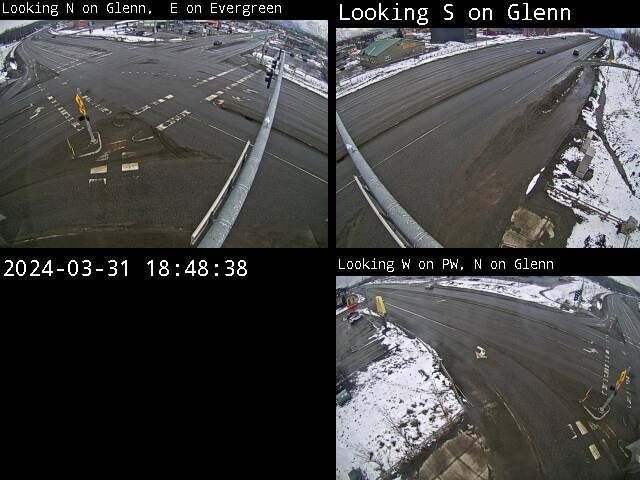 Looking N on Glenn,  E on Evergreen
Looking S on Glenn
2024-03-31 18:48:38
Looking W on PW, N on Glenn